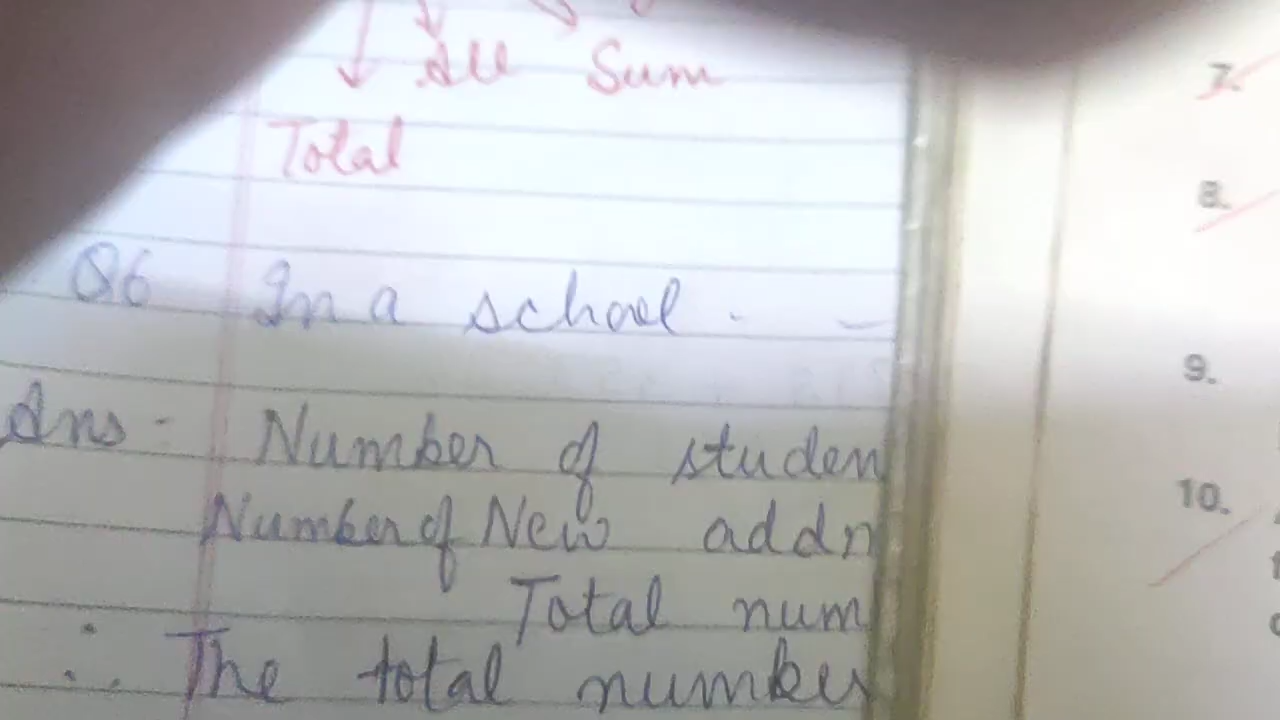 All Sum
Total
Q6 In a school. -
Ans - Number of studen
Number of New addn
Total num
∴ The total number
7.
8.
9.
10.